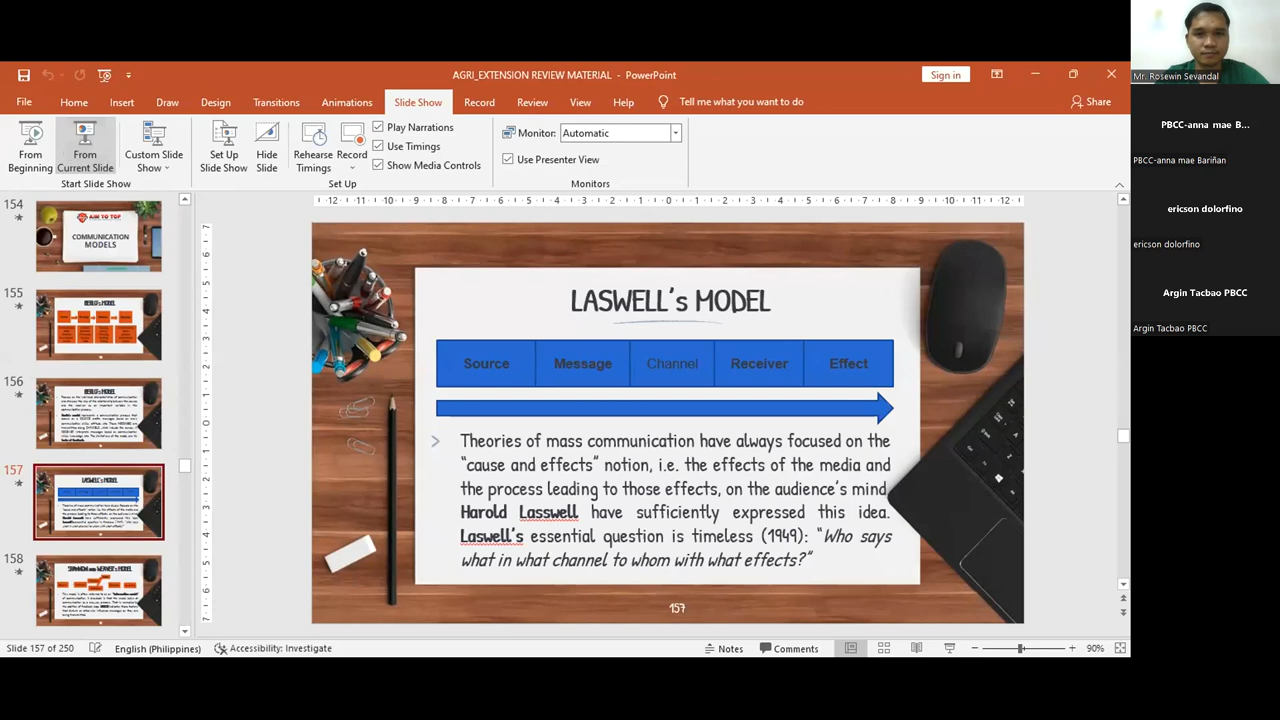 AGRI_EXTENSION REVIEW MATERIAL - PowerPoint
Sign in
File Home Insert Draw Design Transitions Animations Slide Show Record Review View Help Tell me what you want to do Share
From Beginning
From Current Slide
Custom Slide Show
Set Up Slide Show
Hide Slide
Rehearse Timings
Record
Play Narrations
Use Timings
Show Media Controls
Monitor: Automatic
Use Presenter View
Start Slide Show
Set Up
Monitors
154
AIM TO TOP
COMMUNICATION
MODELS
155
156
157
LASWELL's MODEL
158
LASWELL's MODEL
Source Message Channel Receiver Effect
Theories of mass communication have always focused on the
"cause and effects" notion, i.e. the effects of the media and
the process leading to those effects, on the audience's mind.
Harold Lasswell have sufficiently expressed this idea.
Laswell's essential question is timeless (1949): "Who says
what in what channel to whom with what effects?"
157
Slide 157 of 250 English (Philippines) Accessibility: Investigate Notes Comments 90%
Mr. Rosewin Sevandal
PBCC-anna mae B...
PBCC-anna mae Bariñan
ericson dolorfino
ericson dolorfino
Argin Tacbao PBCC
Argin Tacbao PBCC